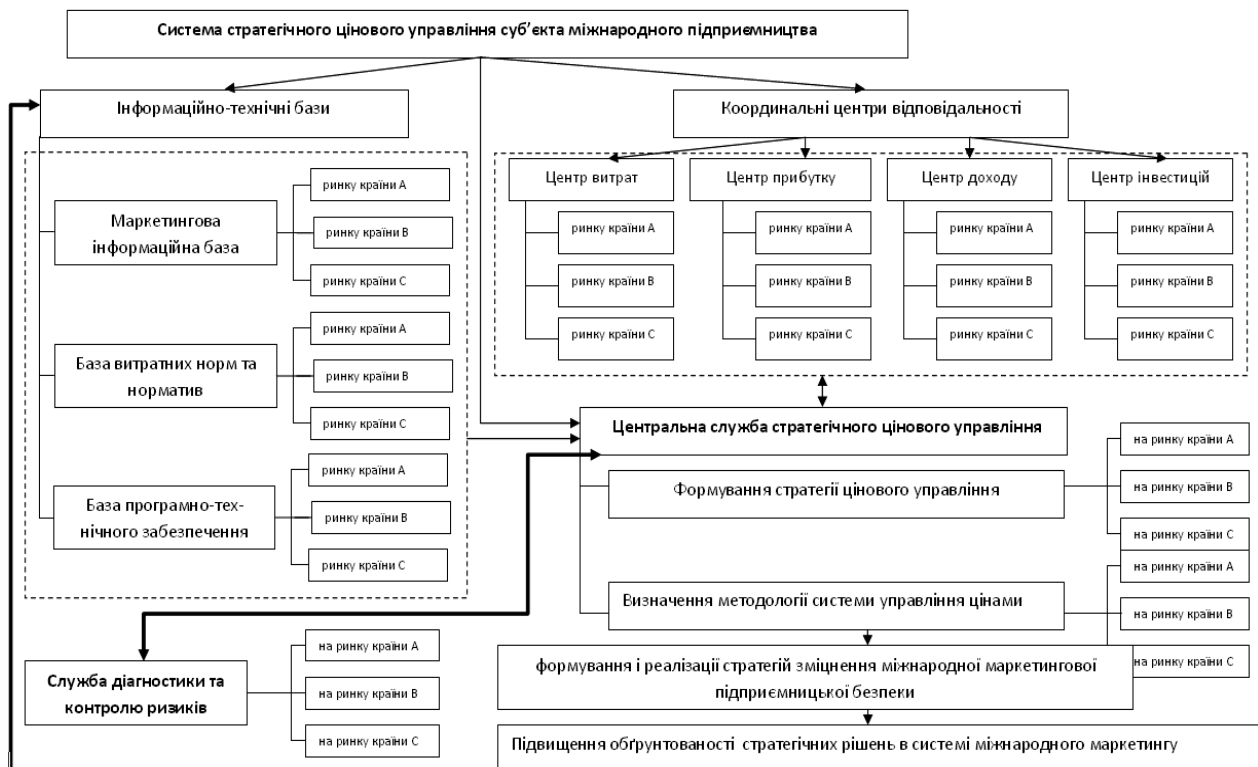 Система стратегічного цінового управління суб’єкта міжнародного підприємництва
Інформаційно-технічні бази
Координальні центри відповідальності
Маркетингова
інформаційна база
ринку країни А
ринку країни В
ринку країни С
База витратних норм та
норматив
ринку країни А
ринку країни В
ринку країни С
База програмно-тех-
нічного забезпечення
ринку країни А
ринку країни В
ринку країни С
Центр витрат
ринку країни А
ринку країни В
ринку країни С
Центр прибутку
ринку країни А
ринку країни В
ринку країни С
Центр доходу
ринку країни А
ринку країни В
ринку країни С
Центр інвестицій
ринку країни А
ринку країни В
ринку країни С
Центральна служба стратегічного цінового управління
Формування стратегії цінового управління
на ринку країни А
на ринку країни В
на ринку країни С
Визначення методології системи управління цінами
на ринку країни А
на ринку країни В
на ринку країни С
Служба діагностики та
контролю ризиків
на ринку країни А
на ринку країни В
на ринку країни С
формування і реалізації стратегій зміцнення міжнародної маркетингової
підприємницької безпеки
Підвищення обґрунтованості стратегічних рішень в системі міжнародного маркетингу